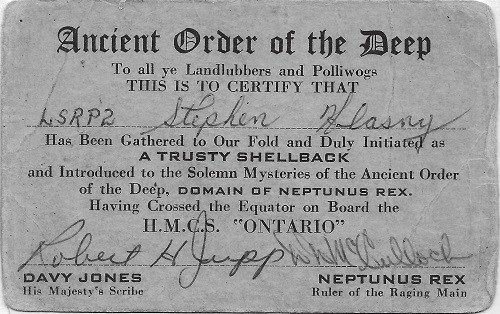 Ancient Order of the Deep
To all ye Landlubbers and Polliwogs
THIS IS TO CERTIFY THAT
LSRP2 Stephen Klasny
Has Been Gathered to Our Fold and Duly Initiated as
A TRUSTY SHELLBACK
and Introduced to the Solemn Mysteries of the Ancient Order
of the Deep, DOMAIN OF NEPTUNUS REX.
Having Crossed the Equator on Board the
H.M.C.S. "ONTARIO"
Robert H Jupp McCulloch
DAVY JONES NEPTUNUS REX
His Majesty's Scribe Ruler of the Raging Main